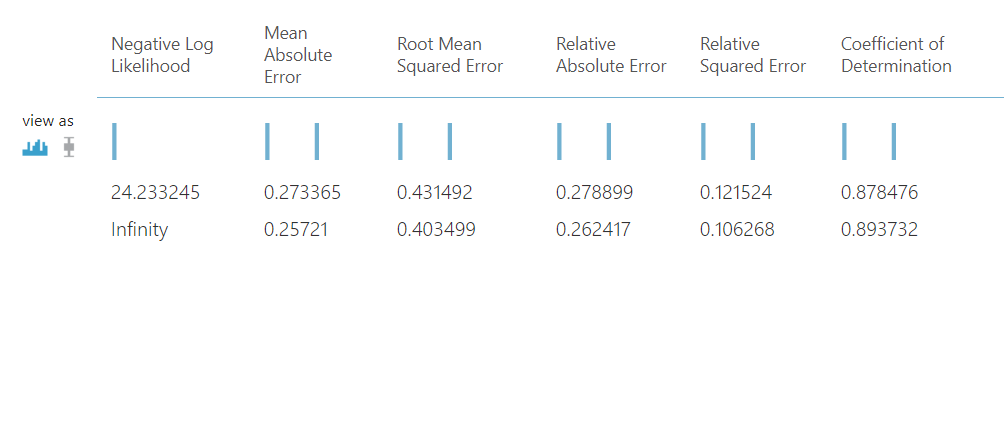 Negative Log Likelihood
Mean Absolute Error
Root Mean Squared Error
Relative Absolute Error
Relative Squared Error
Coefficient of Determination
view as
24.233245 0.273365 0.431492 0.278899 0.121524 0.878476
Infinity 0.25721 0.403499 0.262417 0.106268 0.893732